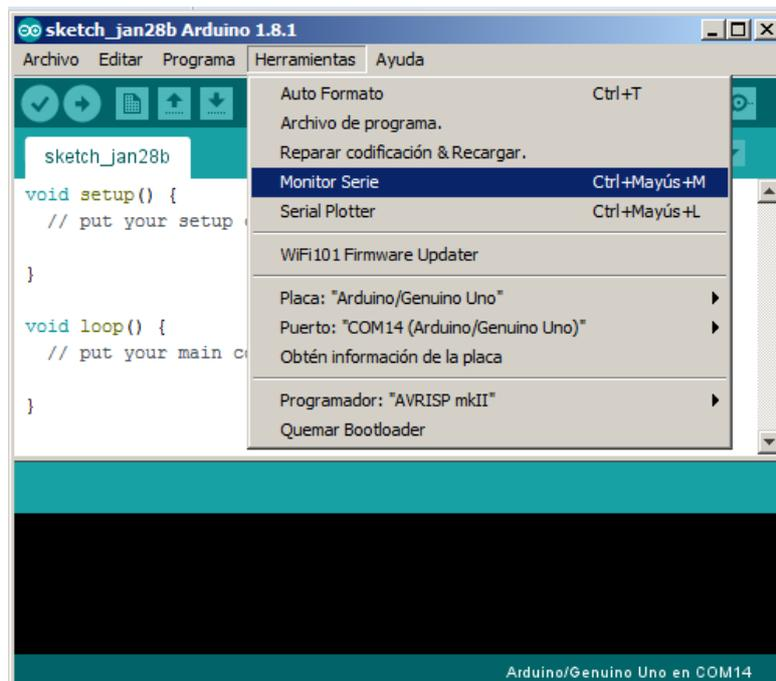 sketch_jan28b Arduino 1.8.1
Archivo Editar Programa Herramientas Ayuda
Auto Formato Ctrl+T
Archivo de programa.
Reparar codificación & Recargar.
Monitor Serie Ctrl+Mayús+M
Serial Plotter Ctrl+Mayús+L
WiFi101 Firmware Updater
Placa: "Arduino/Genuino Uno"
Puerto: "COM14 (Arduino/Genuino Uno)"
Obtén información de la placa
Programador: "AVRISP mkII"
Quemar Bootloader
sketch_jan28b
void setup() {
// put your setup
}
void loop() {
// put your main
}
Arduino/Genuino Uno en COM14